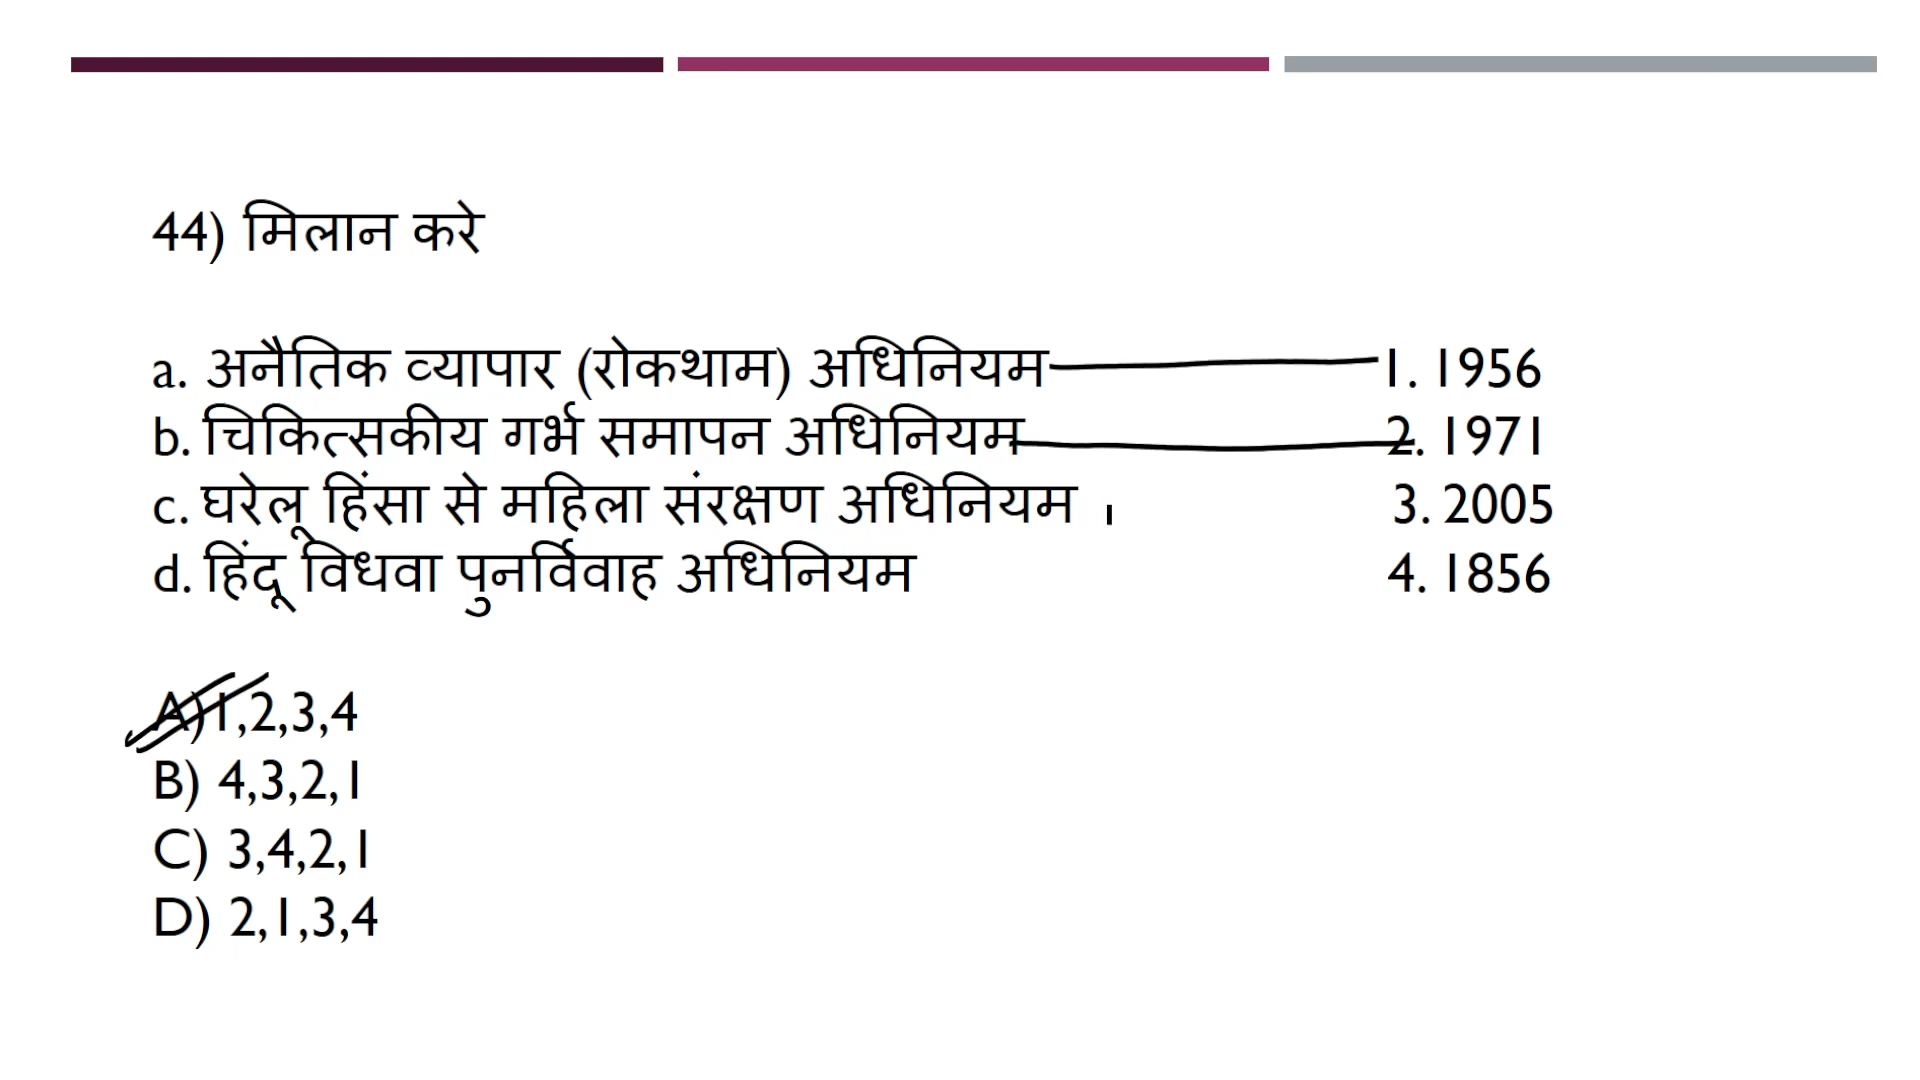 44) मिलान करे
a. अनैतिक व्यापार (रोकथाम) अधिनियम 1. 1956
b. चिकित्सकीय गर्भ समापन अधिनियम 2. 1971
c. घरेलू हिंसा से महिला संरक्षण अधिनियम 3. 2005
d. हिंदू विधवा पुनर्विवाह अधिनियम 4. 1856
A)1,2,3,4
B) 4,3,2,1
C) 3,4,2,1
D) 2,1,3,4